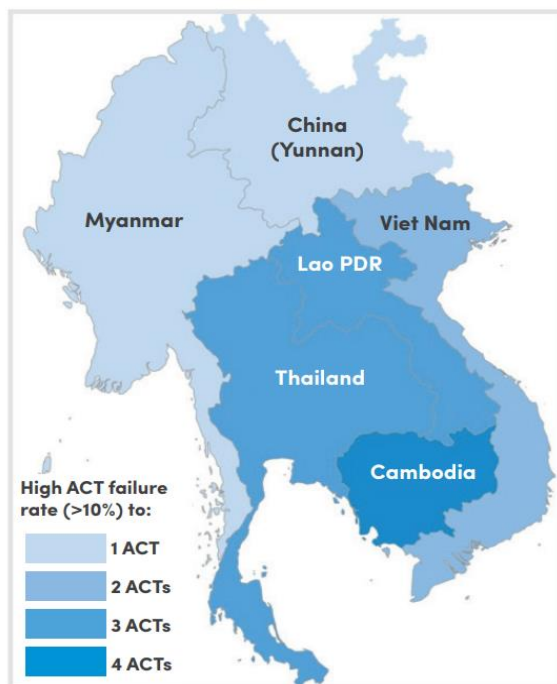 China
(Yunnan)
Myanmar
Viet Nam
Lao PDR
Thailand
Cambodia
High ACT failure
rate (>10%) to:
1 ACT
2 ACTs
3 ACTs
4 ACTs